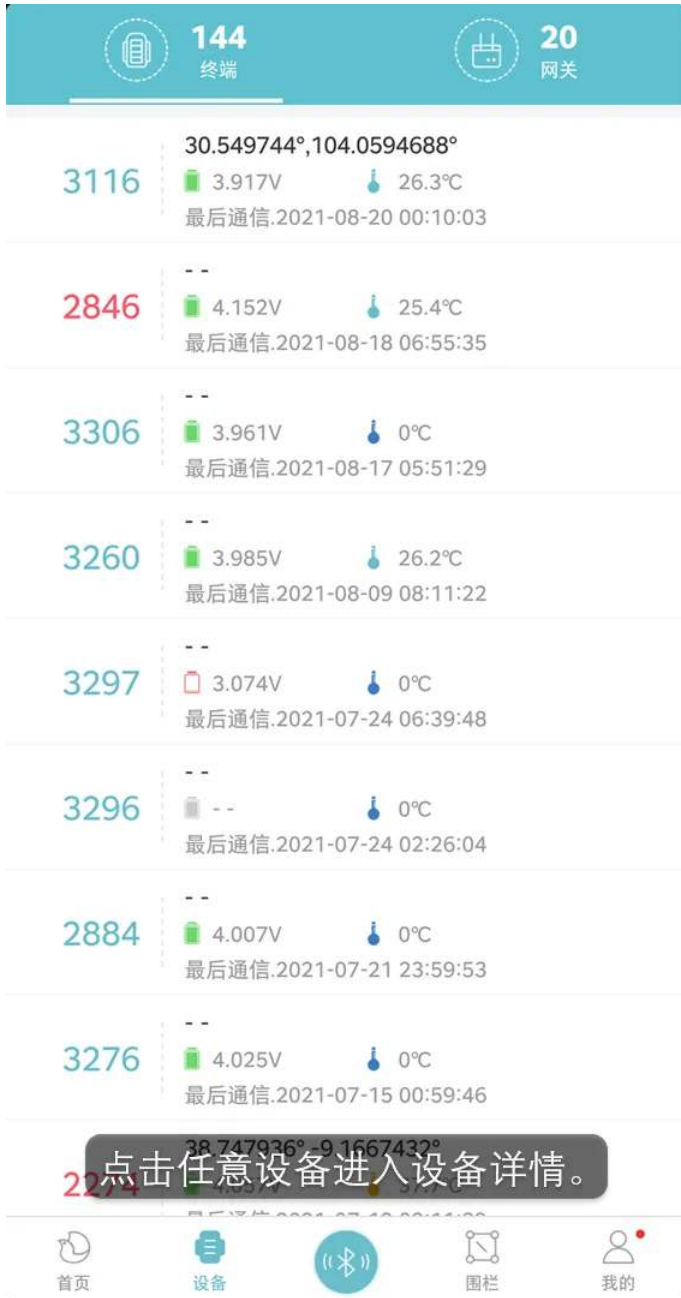 144
终端
20
网关
30.549744°,104.0594688°
3116
3.917V 26.3℃
最后通信.2021-08-20 00:10:03
- -
2846
4.152V 25.4℃
最后通信.2021-08-18 06:55:35
- -
3306
3.961V 0℃
最后通信.2021-08-17 05:51:29
- -
3260
3.985V 26.2℃
最后通信.2021-08-09 08:11:22
- -
3297
3.074V 0℃
最后通信.2021-07-24 06:39:48
- -
3296
- - 0℃
最后通信.2021-07-24 02:26:04
- -
2884
4.007V 0℃
最后通信.2021-07-21 23:59:53
- -
3276
4.025V 0℃
最后通信.2021-07-15 00:59:46
38.747936°,-9.1667432°
2274
点击任意设备进入设备详情。
首页 设备 围栏 我的